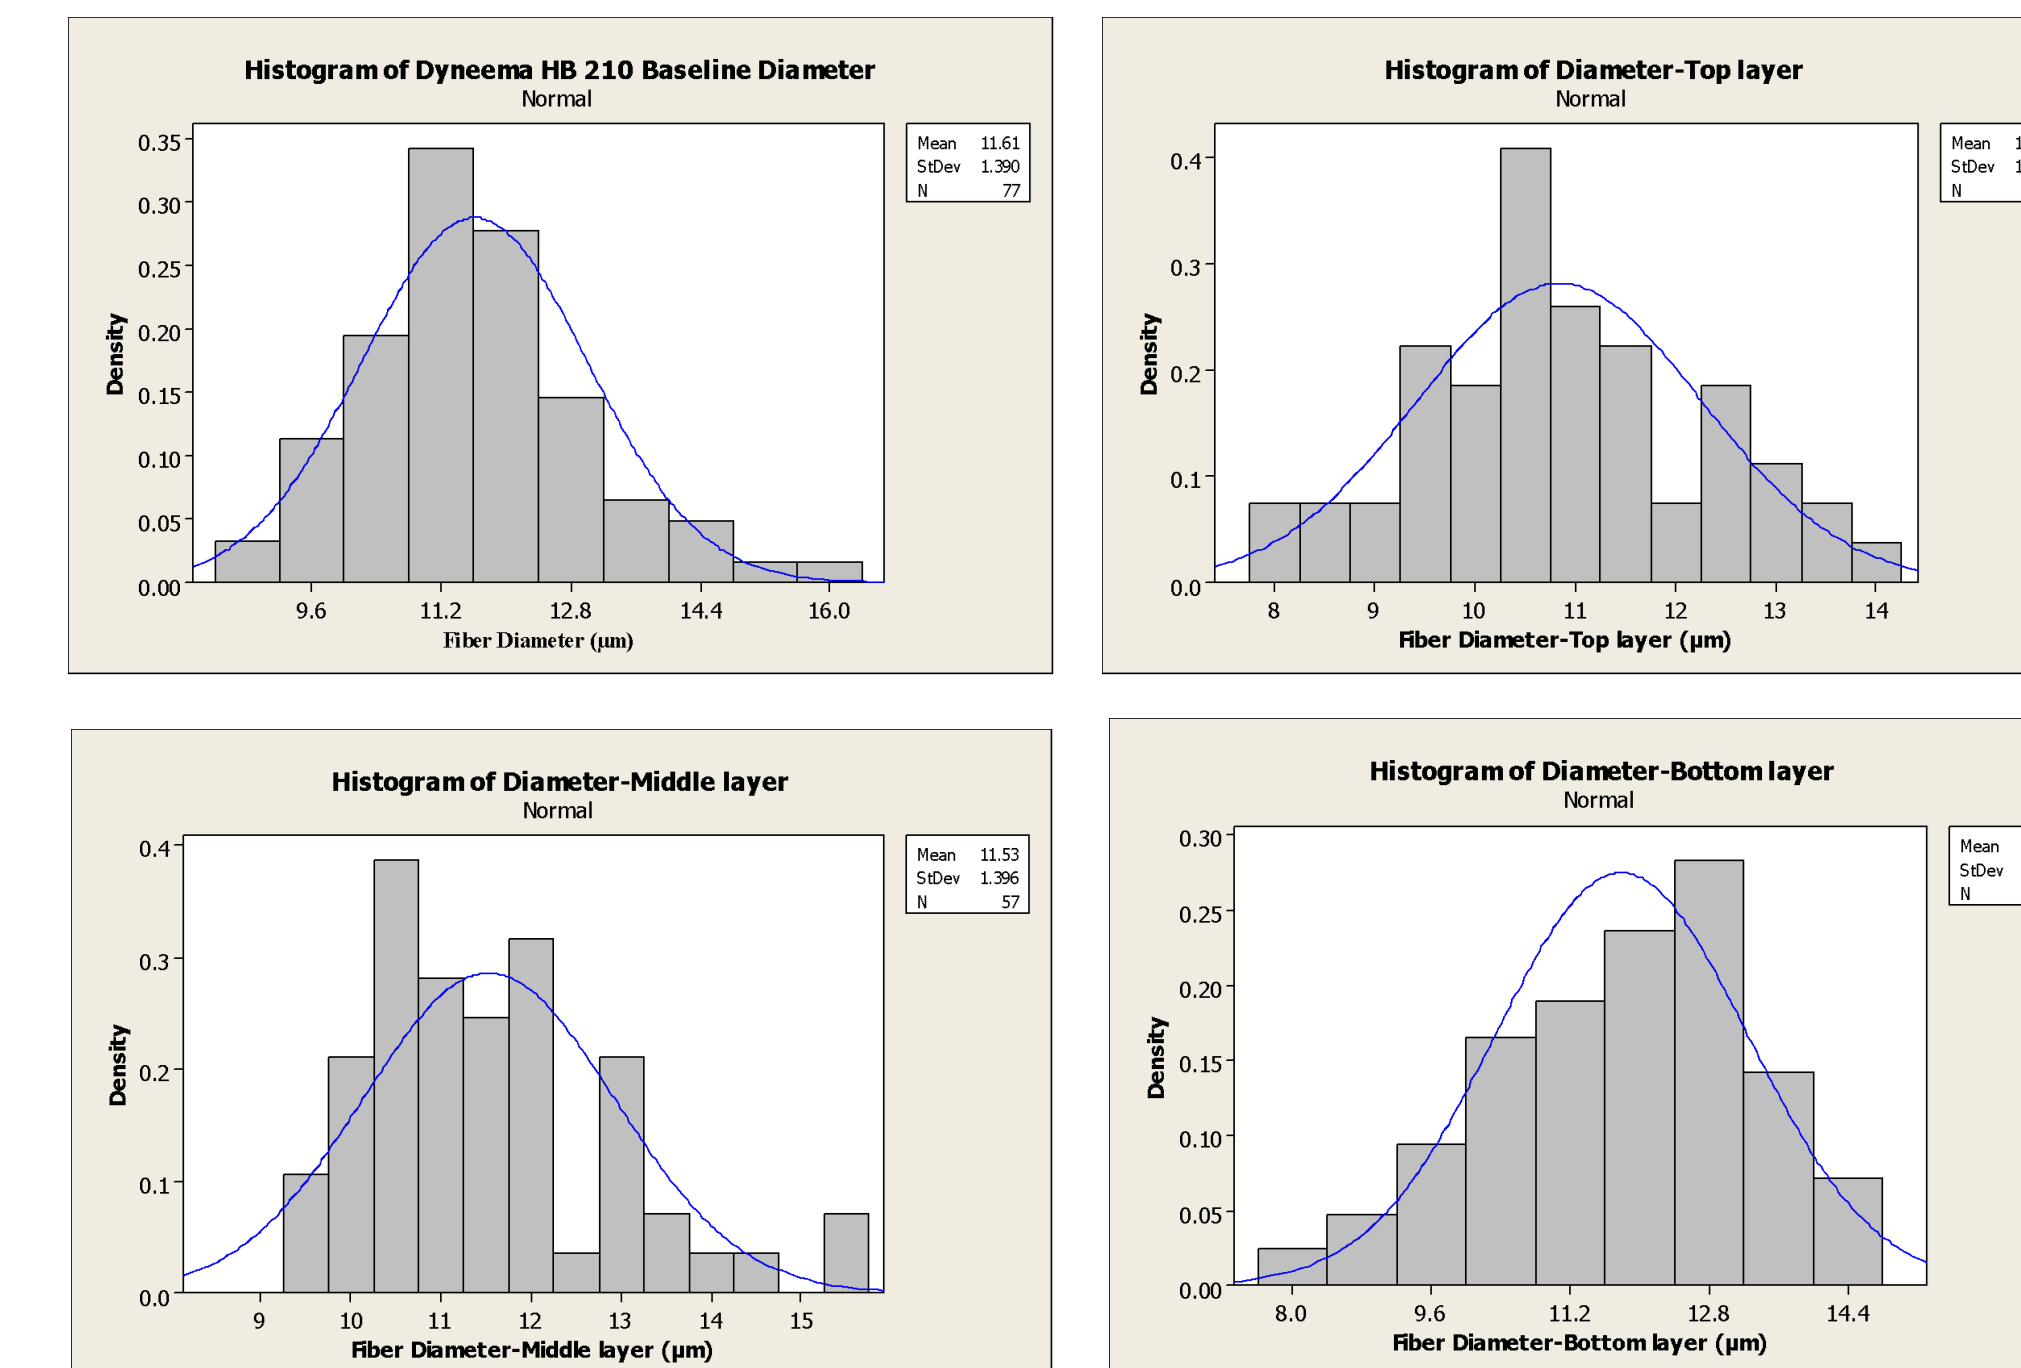 Histogram of Dyneema HB 210 Baseline Diameter
Normal
Mean 11.61
StDev 1.390
N 77
Density
0.35
0.30
0.25
0.20
0.15
0.10
0.05
0.00
9.6 11.2 12.8 14.4 16.0
Fiber Diameter (µm)
Histogram of Diameter-Top layer
Normal
Mean 1
StDev 1
N
Density
0.4
0.3
0.2
0.1
0.0
8 9 10 11 12 13 14
Fiber Diameter-Top layer (µm)
Histogram of Diameter-Middle layer
Normal
Mean 11.53
StDev 1.396
N 57
Density
0.4
0.3
0.2
0.1
0.0
9 10 11 12 13 14 15
Fiber Diameter-Middle layer (µm)
Histogram of Diameter-Bottom layer
Normal
Mean
StDev
N
Density
0.30
0.25
0.20
0.15
0.10
0.05
0.00
8.0 9.6 11.2 12.8 14.4
Fiber Diameter-Bottom layer (µm)